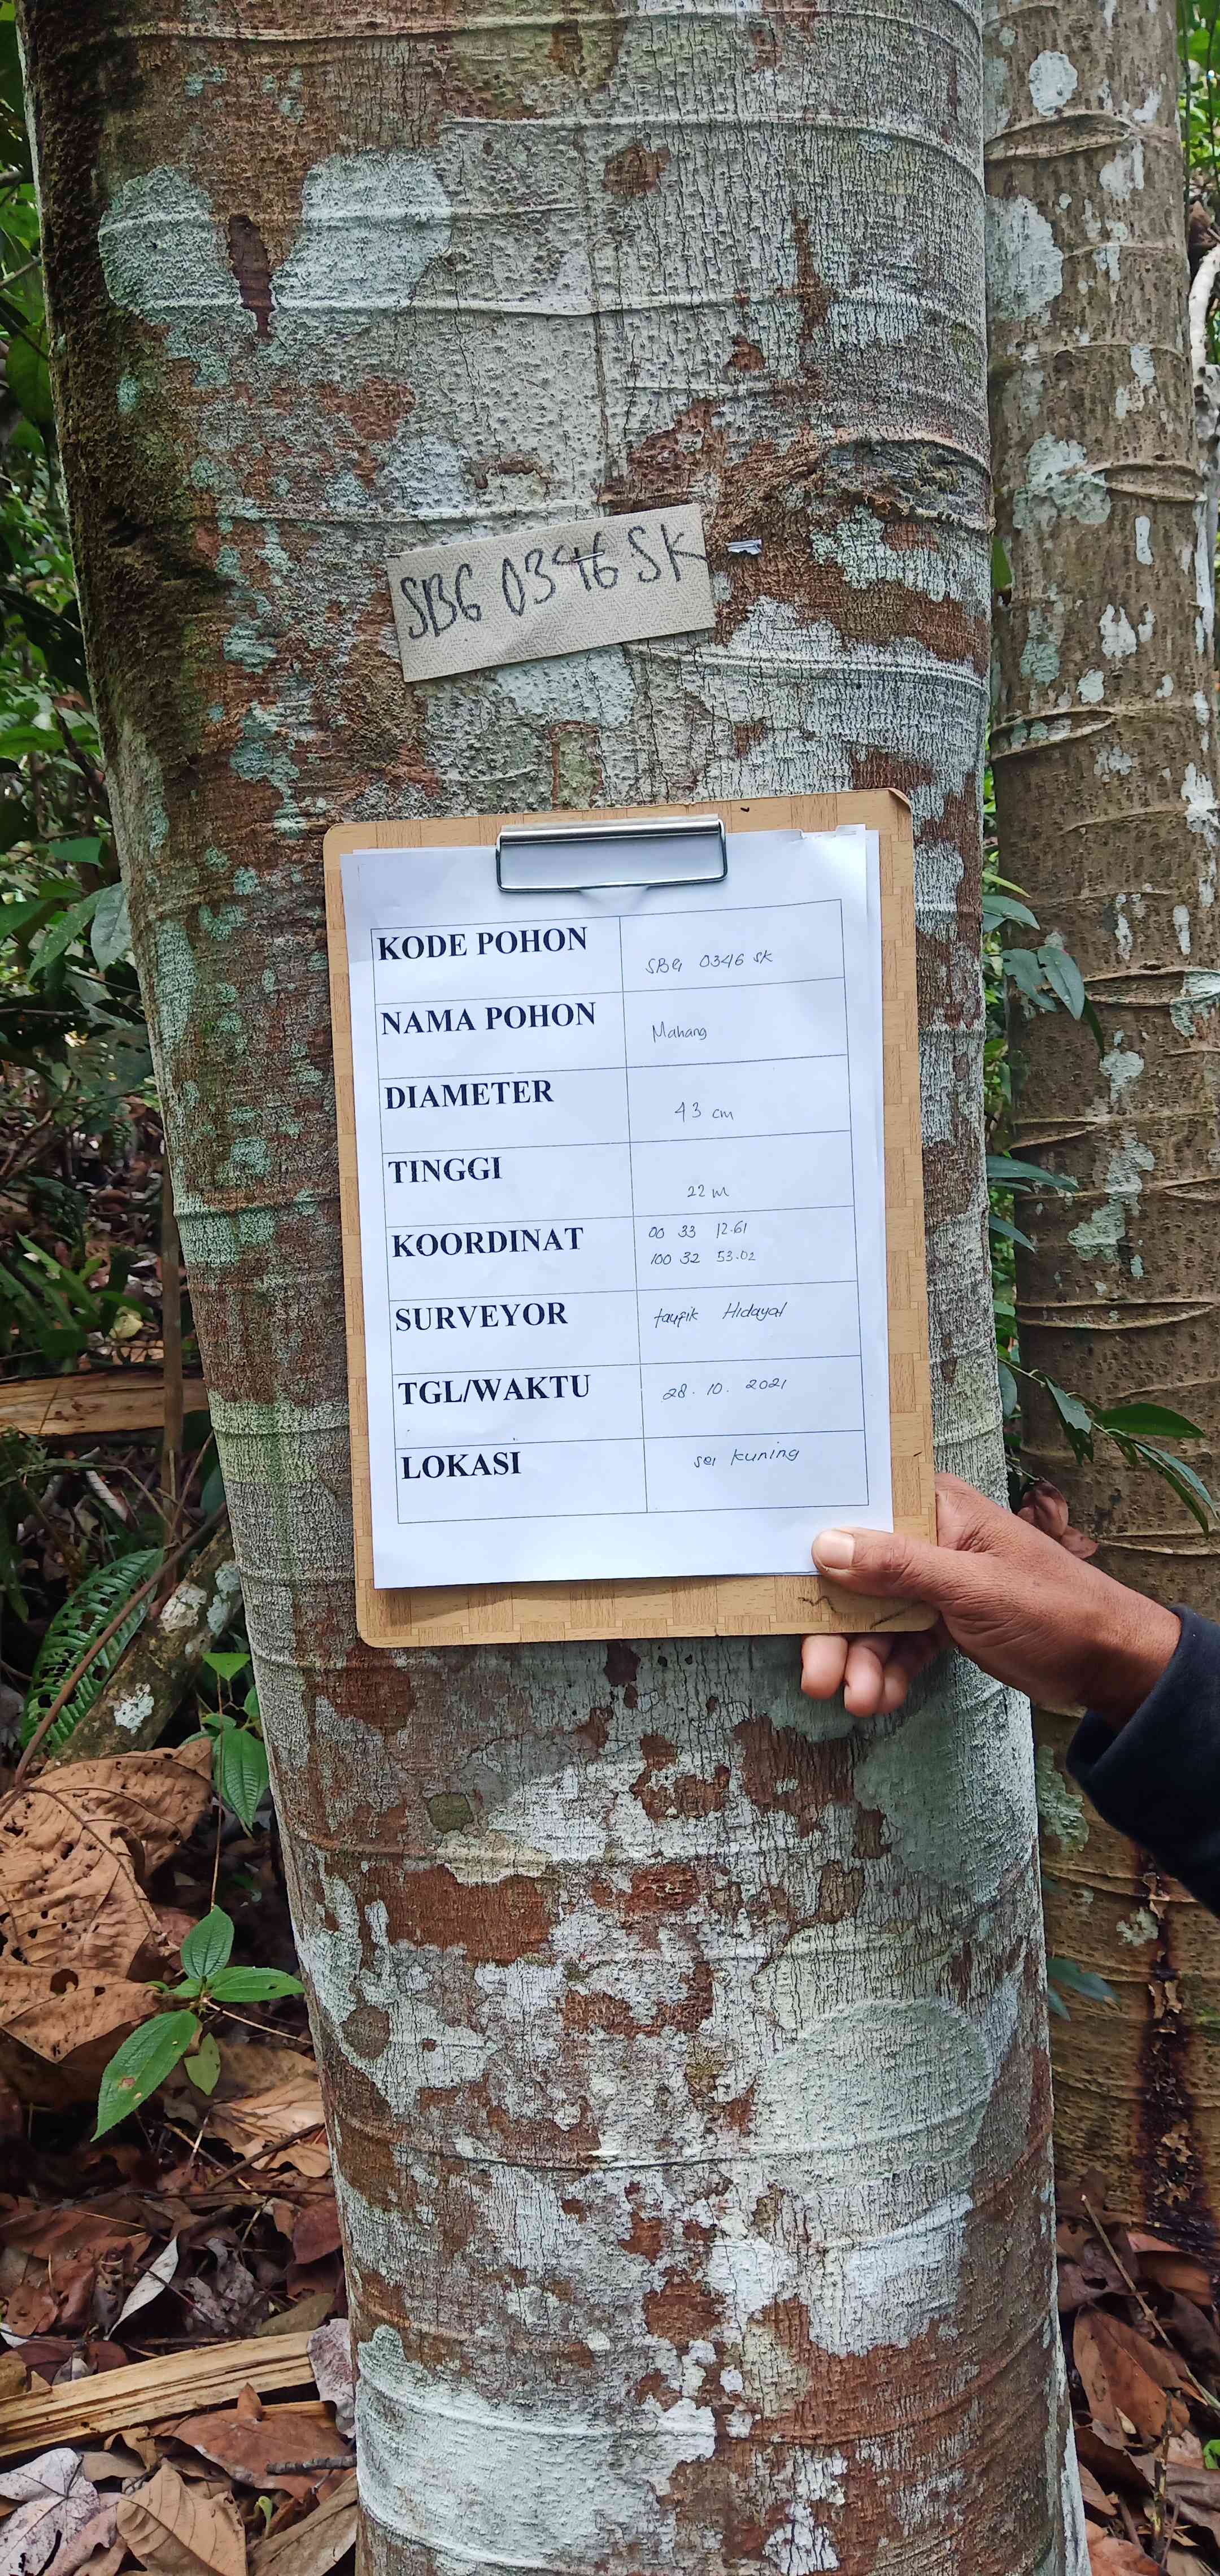 SBG 0346 SK
KODE POHON SBG 0346 SK
NAMA POHON Mahang
DIAMETER 43 cm
TINGGI 22 m
KOORDINAT 00 33 12.61
100 32 53.02
SURVEYOR taufik Hidayat
TGL/WAKTU 28.10.2021
LOKASI sei kuning